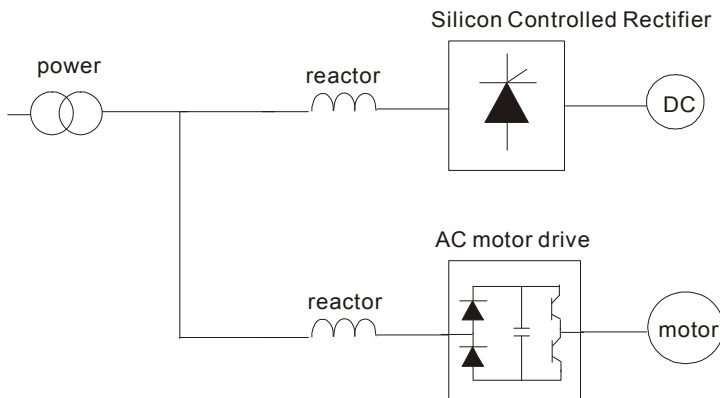 Silicon Controlled Rectifier
power
reactor
DC
AC motor drive
reactor
motor